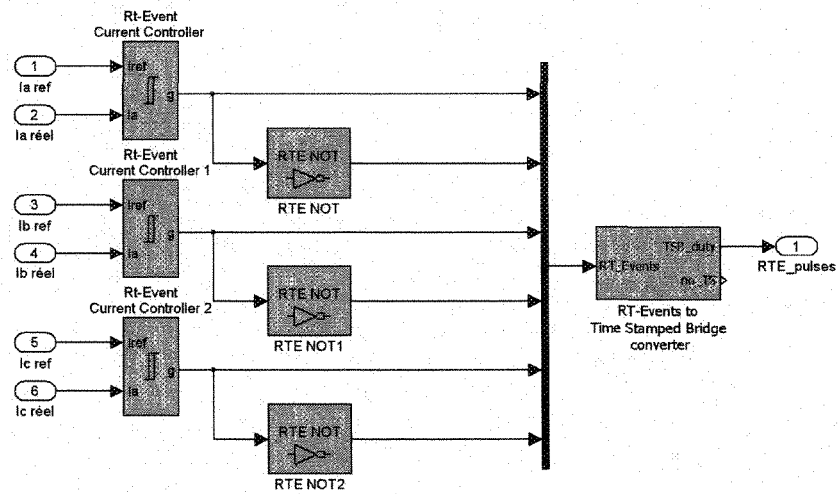 Rt-Event
Current Controller
1
Ia ref
2
Ia réel
Iref
Ia
g
RTE NOT
RTE NOT
Rt-Event
Current Controller 1
3
Ib ref
4
Ib réel
Iref
Ia
g
RTE NOT
RTE NOT1
Rt-Event
Current Controller 2
5
Ic ref
6
Ic réel
Iref
Ia
g
RTE NOT
RTE NOT2
RT_Events
TSP_duty
no_TS
RT-Events to
Time Stamped Bridge
converter
1
RTE_pulses